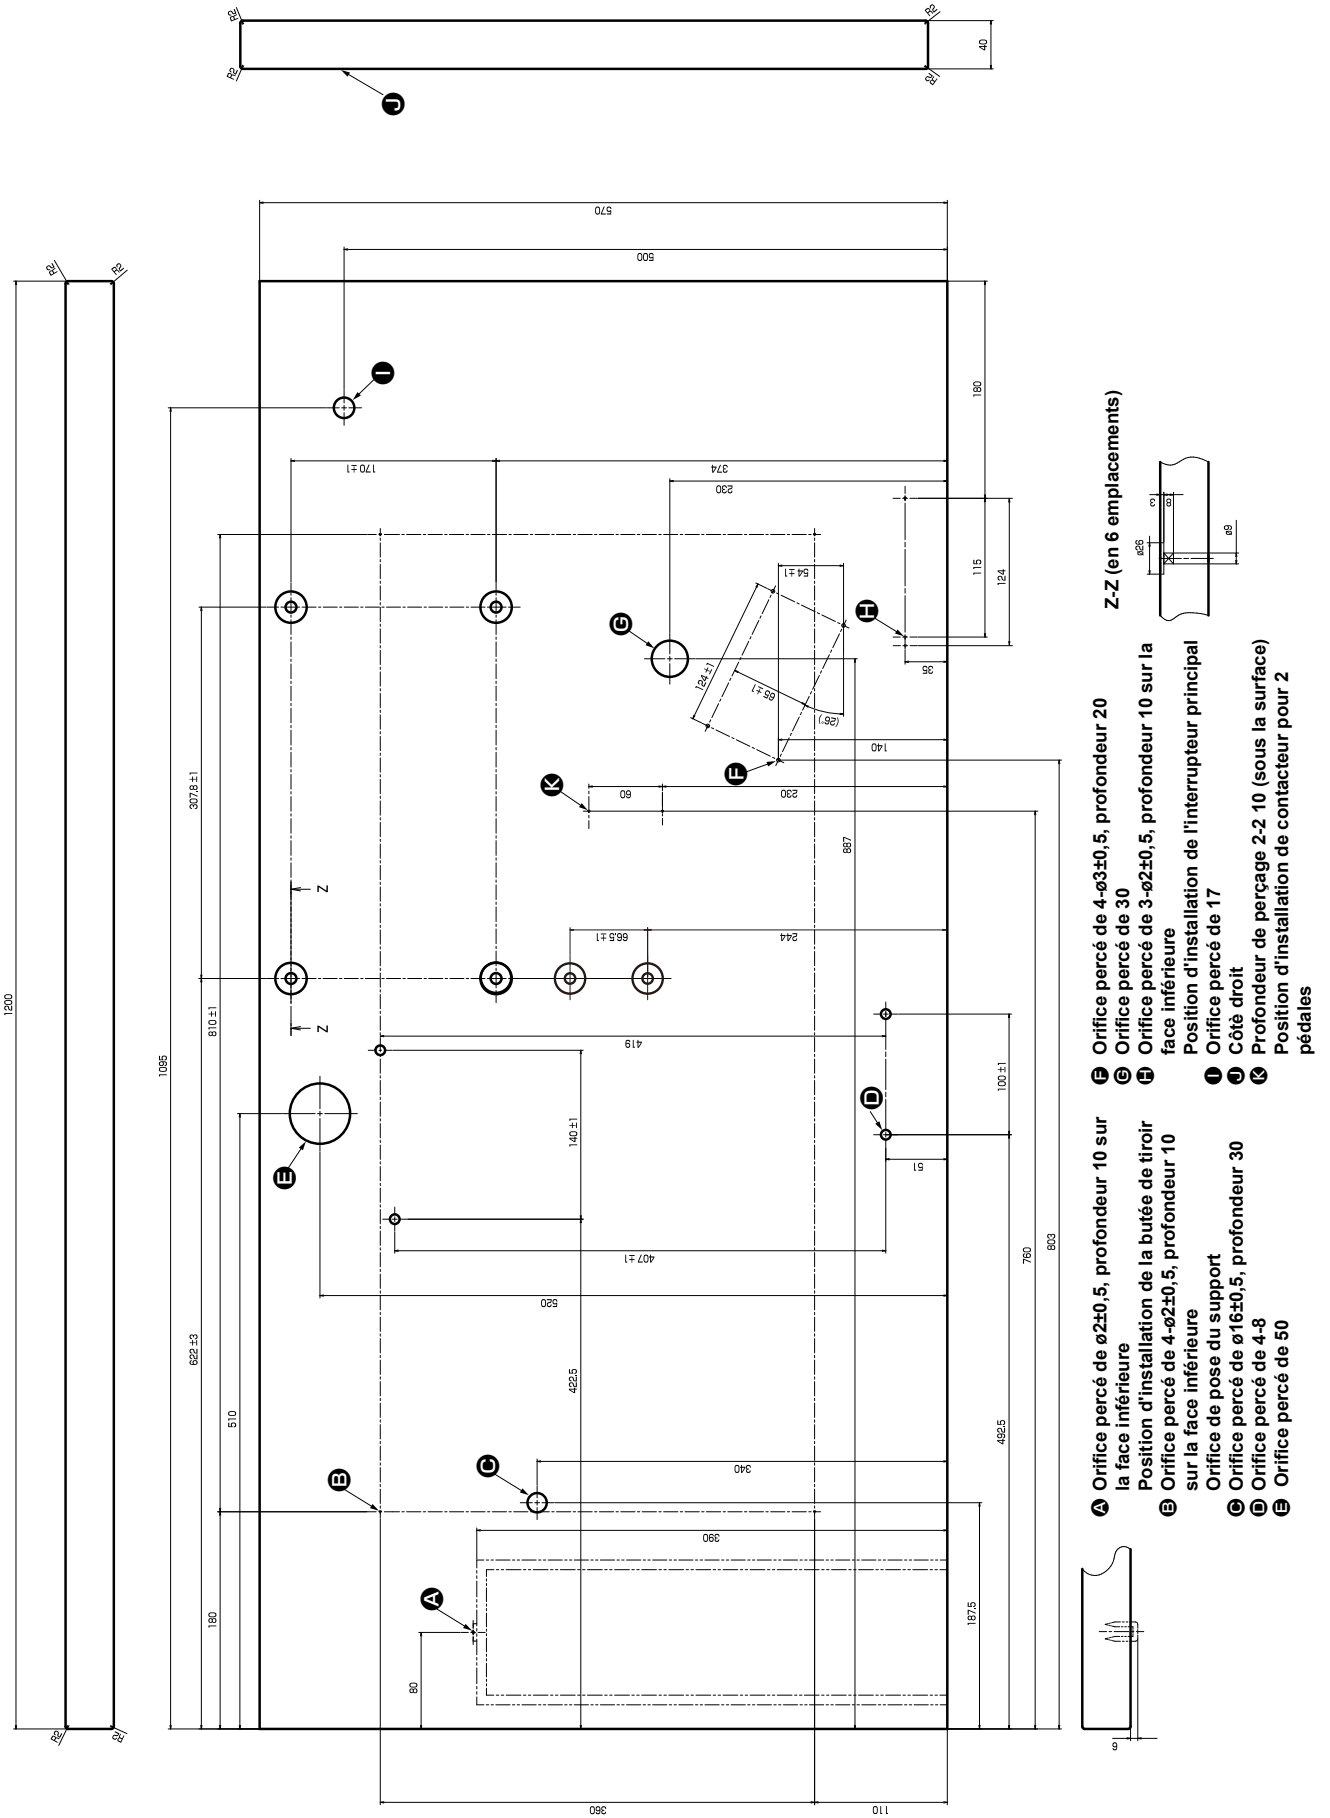 1200
R2
R2
R2
R2
1095
622 ±3
307.8 ±1
180
810 ±1
510
R2
R2
E
Z
Z
B
170 ±1
I
J
80
A
C
422.5
140 ±1
520
360
407 ±1
419
66.5 ±1
K
60
G
500
570
390
340
244
230
F
124 ±1
65 ±1
(26°)
54 ±1
374
230
887
140
D
H
110
51
35
R2
R2
187.5
115
180
40
492.5
100 ±1
124
760
803
6
A Orifice percé de ø2±0,5, profondeur 10 sur
la face inférieure
Position d'installation de la butée de tiroir
B Orifice percé de 4-ø2±0,5, profondeur 10
sur la face inférieure
Orifice de pose du support
C Orifice percé de ø16±0,5, profondeur 30
D Orifice percé de 4-8
E Orifice percé de 50
F Orifice percé de 4-ø3±0,5, profondeur 20
G Orifice percé de 30
H Orifice percé de 3-ø2±0,5, profondeur 10 sur la
face inférieure
Position d'installation de l'interrupteur principal
I Orifice percé de 17
J Côtè droit
K Profondeur de perçage 2-2 10 (sous la surface)
Position d'installation de contacteur pour 2
pédales
Z-Z (en 6 emplacements)
ø26
3
8
ø9